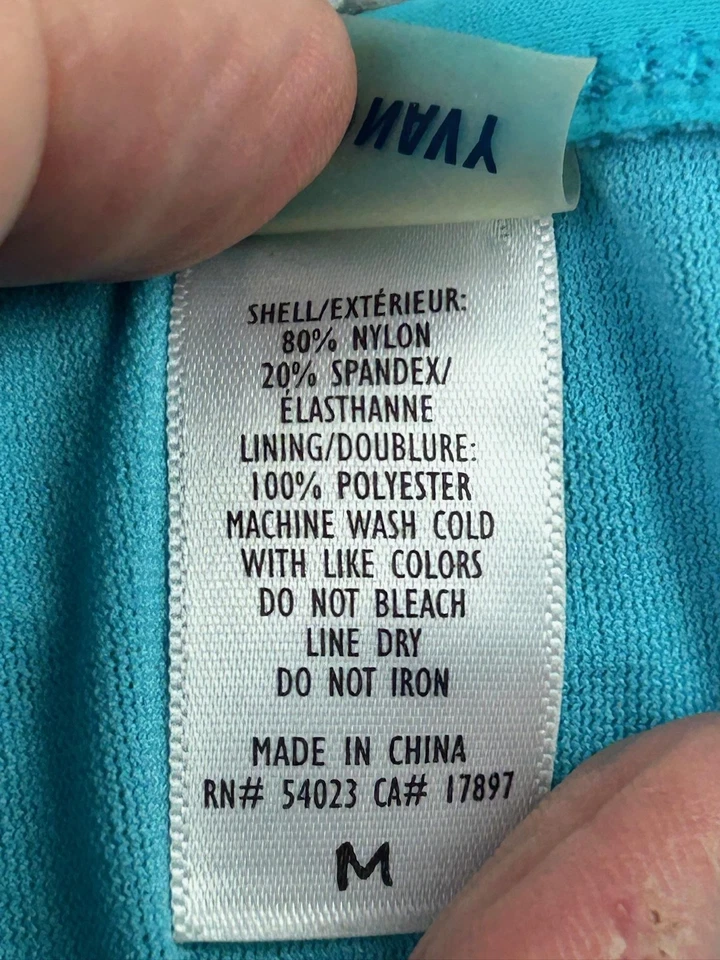 NAVY
SHELL/EXTÉRIEUR:
80% NYLON
20% SPANDEX/
ÉLASTHANNE
LINING/DOUBLURE:
100% POLYESTER
MACHINE WASH COLD
WITH LIKE COLORS
DO NOT BLEACH
LINE DRY
DO NOT IRON
MADE IN CHINA
RN# 54023 CA# 17897
M